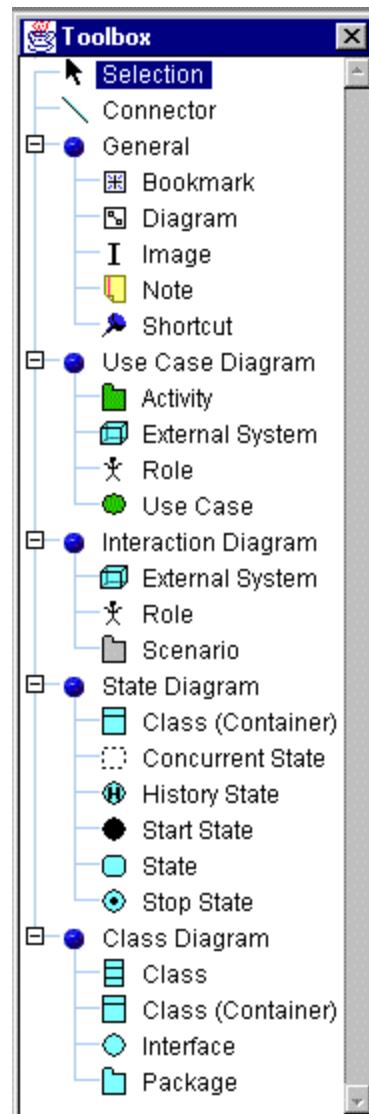 Toolbox
Selection
Connector
General
Bookmark
Diagram
Image
Note
Shortcut
Use Case Diagram
Activity
External System
Role
Use Case
Interaction Diagram
External System
Role
Scenario
State Diagram
Class (Container)
Concurrent State
H History State
Start State
State
Stop State
Class Diagram
Class
Class (Container)
Interface
Package